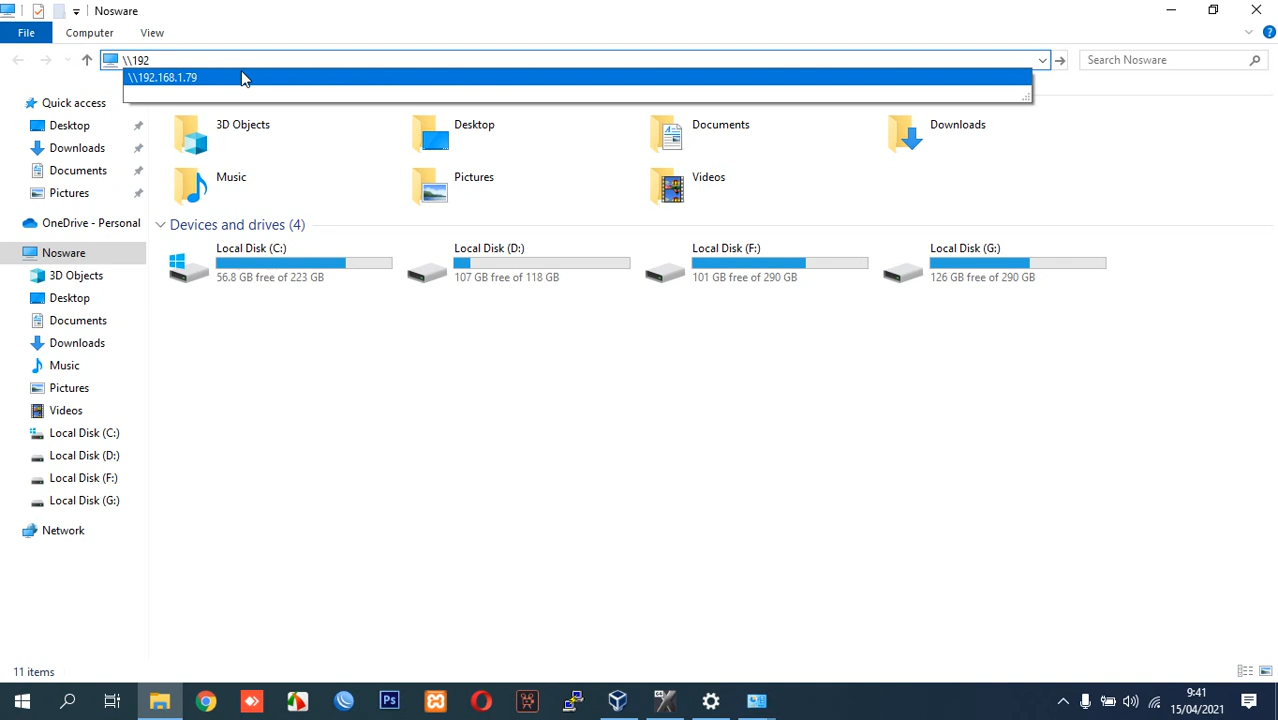 Nosware
File
Computer
View
\\192
Search Nosware
\\192.168.1.79
Quick access
Desktop
Downloads
Documents
Pictures
OneDrive - Personal
Nosware
3D Objects
Desktop
Documents
Downloads
Music
Pictures
Videos
Local Disk (C:)
Local Disk (D:)
Local Disk (F:)
Local Disk (G:)
Network
3D Objects
Desktop
Documents
Downloads
Music
Pictures
Videos
Devices and drives (4)
Local Disk (C:)
56.8 GB free of 223 GB
Local Disk (D:)
107 GB free of 118 GB
Local Disk (F:)
101 GB free of 290 GB
Local Disk (G:)
126 GB free of 290 GB
11 items
Ps
9:41
15/04/2021